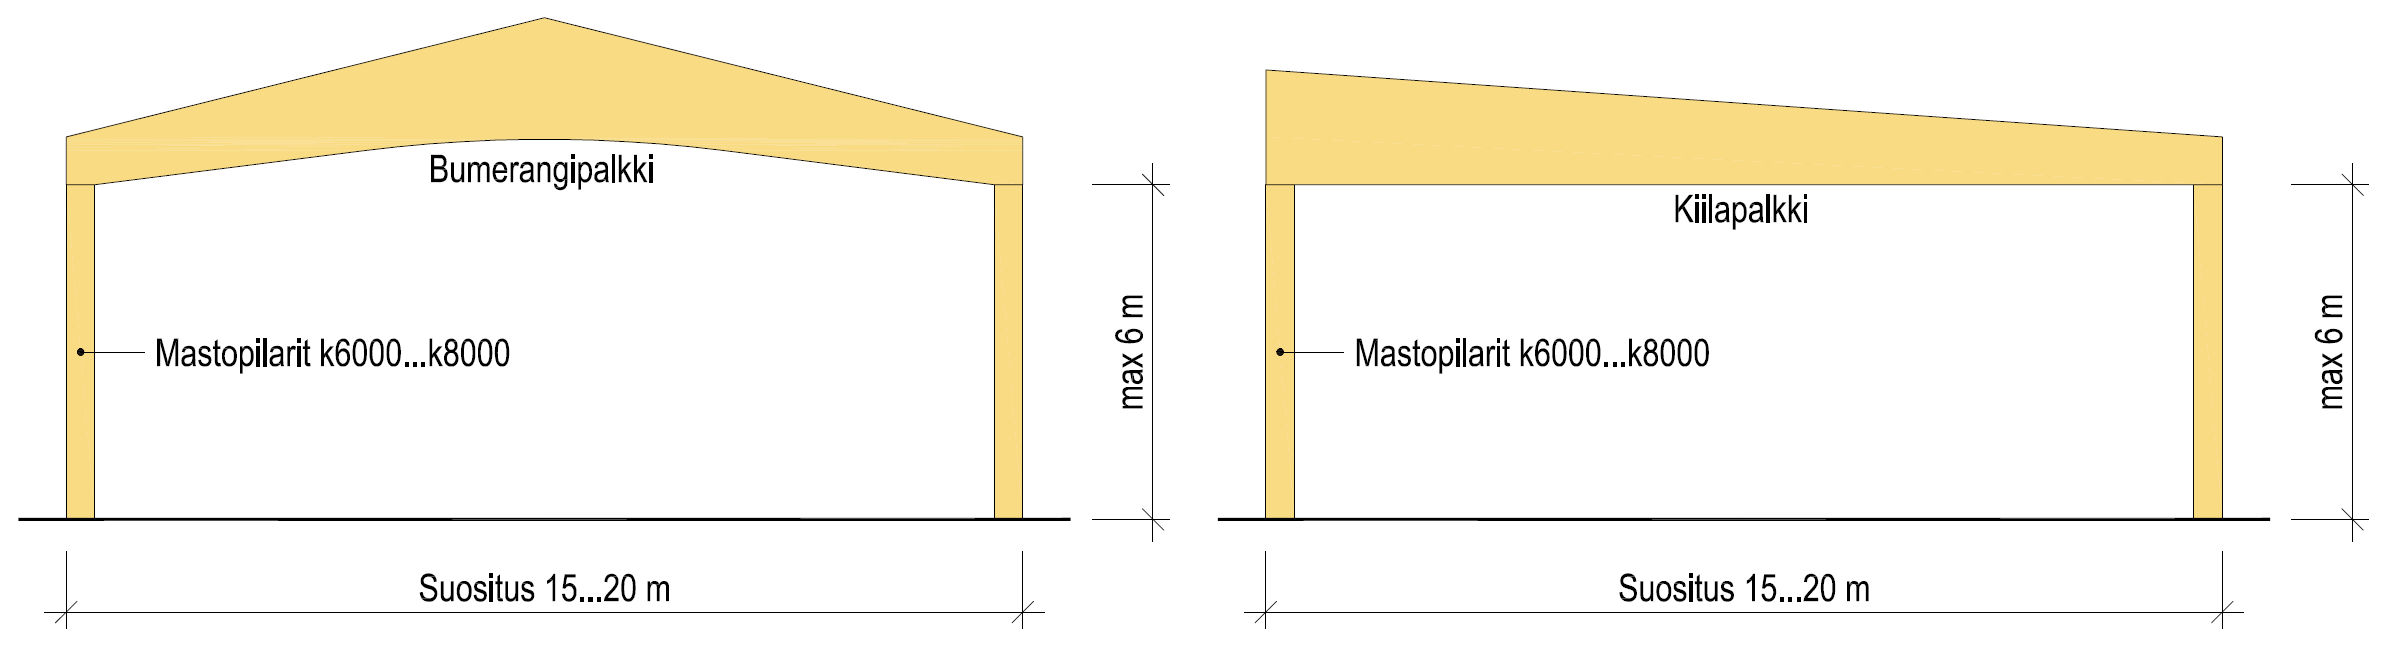 Bumerangipalkki
Mastopilarit k6000...k8000
max 6 m
Suositus 15...20 m
Kiilapalkki
Mastopilarit k6000...k8000
max 6 m
Suositus 15...20 m